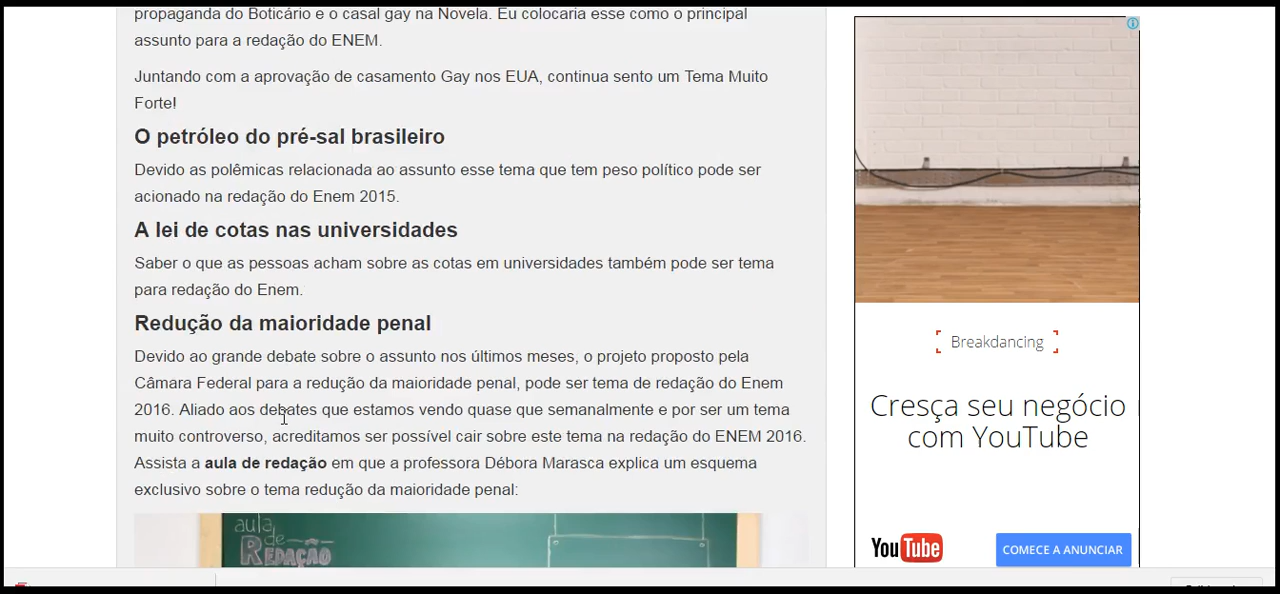 propaganda do Boticário e o casal gay na Novela. Eu colocaria esse como o principal
assunto para a redação do ENEM.
Juntando com a aprovação de casamento Gay nos EUA, continua sento um Tema Muito
Forte!
O petróleo do pré-sal brasileiro
Devido as polêmicas relacionada ao assunto esse tema que tem peso político pode ser
acionado na redação do Enem 2015.
A lei de cotas nas universidades
Saber o que as pessoas acham sobre as cotas em universidades também pode ser tema
para redação do Enem.
Redução da maioridade penal
Devido ao grande debate sobre o assunto nos últimos meses, o projeto proposto pela
Câmara Federal para a redução da maioridade penal, pode ser tema de redação do Enem
2016. Aliado aos debates que estamos vendo quase que semanalmente e por ser um tema
muito controverso, acreditamos ser possível cair sobre este tema na redação do ENEM 2016.
Assista a aula de redação em que a professora Débora Marasca explica um esquema
exclusivo sobre o tema redução da maioridade penal:
aula
de
REDAÇÃO
Breakdancing
Cresça seu negócio
com YouTube
YouTube
COMECE A ANUNCIAR